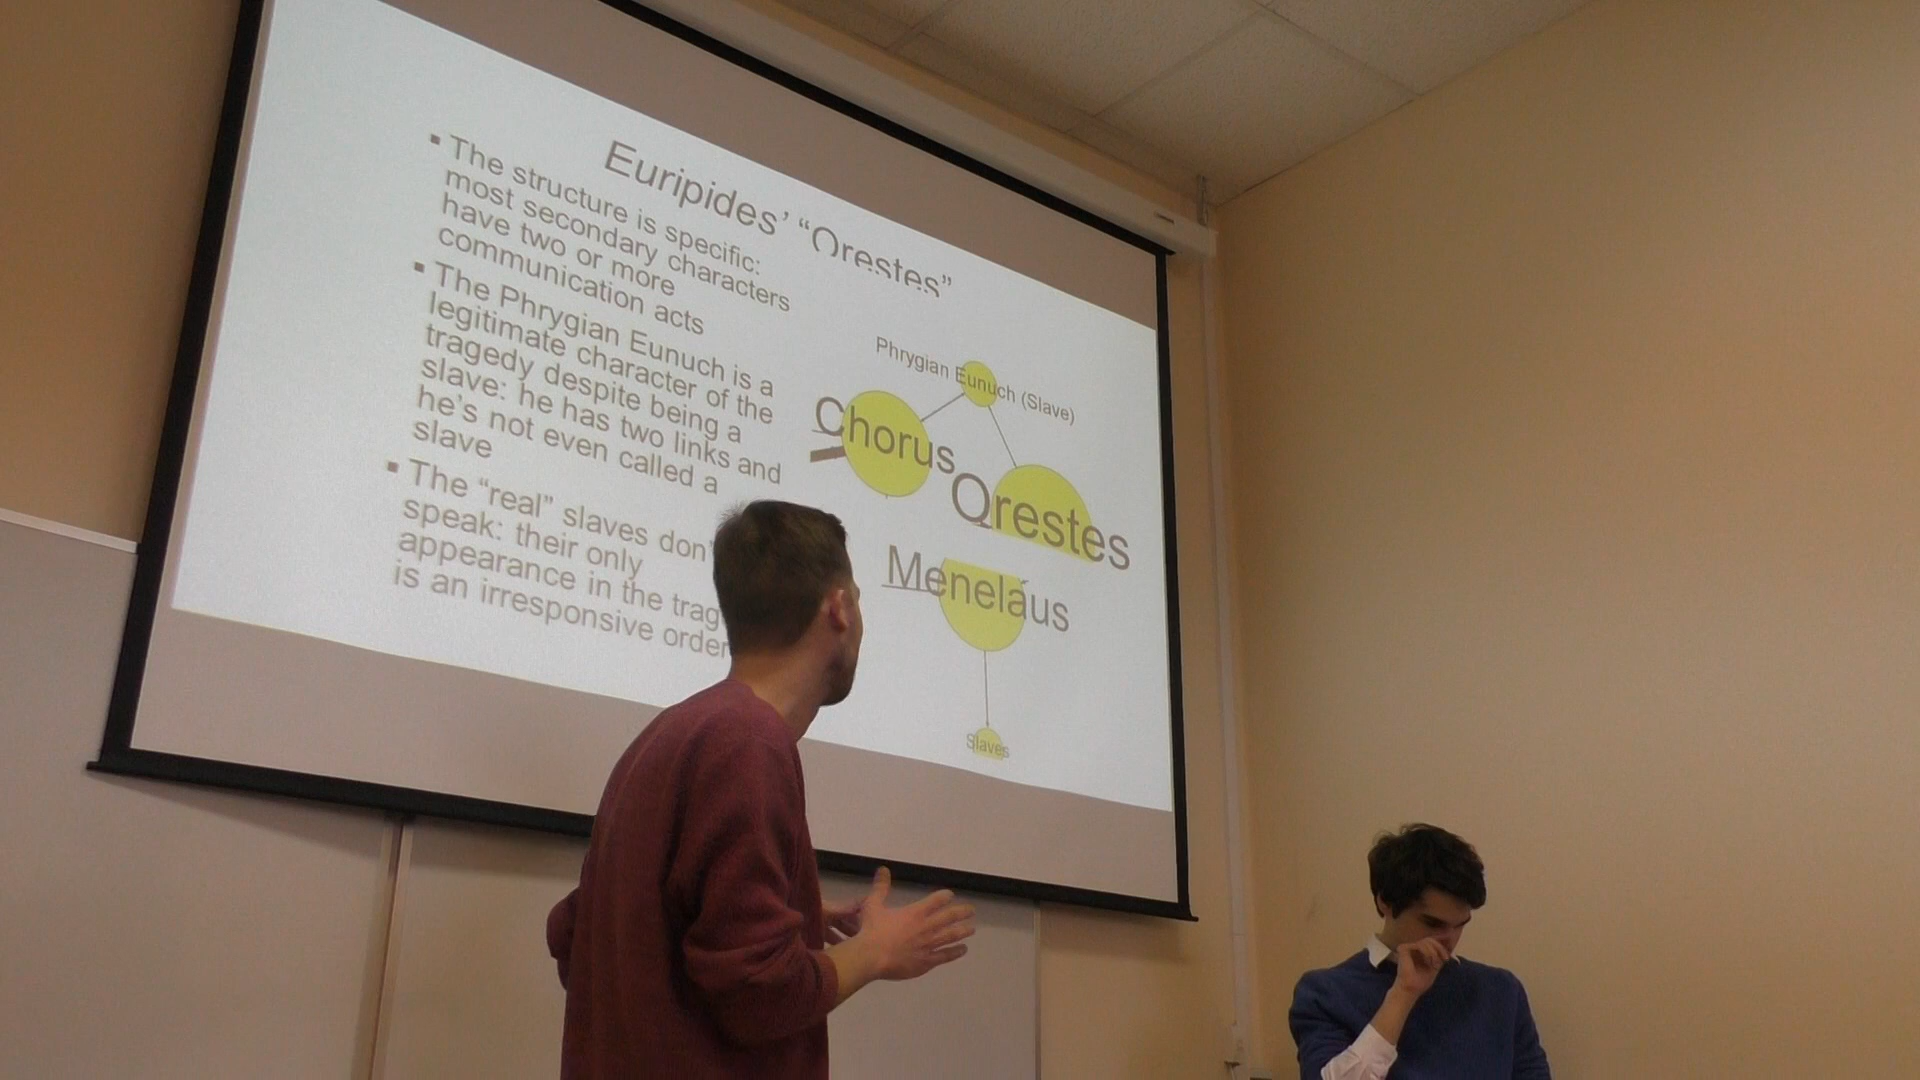 Euripides’ “Orestes”
▪ The structure is specific:
most secondary characters
have two or more
communication acts
▪ The Phrygian Eunuch is a
legitimate character of the
tragedy despite being a
slave: he has two links and
he’s not even called a
slave
▪ The “real” slaves don’
speak: their only
appearance in the trag
is an irresponsive order
Phrygian Eunuch (Slave)
Chorus
Orestes
Menelaus
Slaves